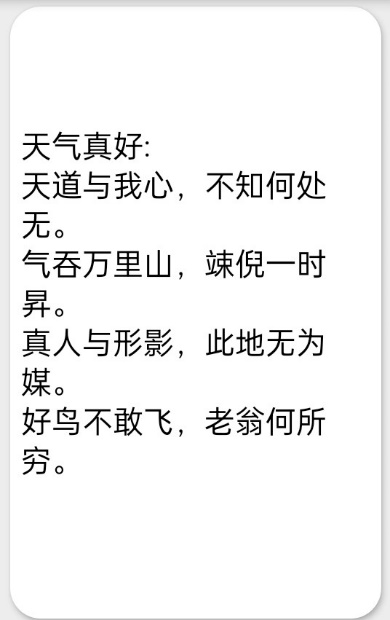 天气真好:
天道与我心，不知何处
无。
气吞万里山，竦倪一时
昇。
真人与形影，此地无为
媒。
好鸟不敢飞，老翁何所
穷。